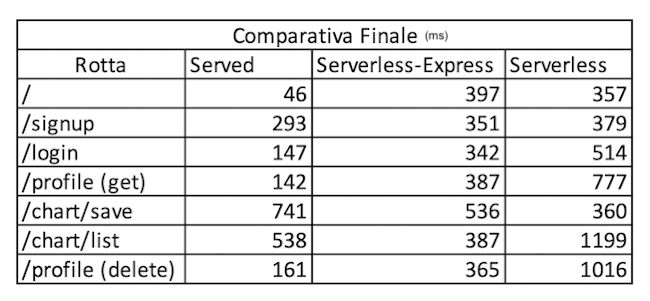 Comparativa Finale (ms)
Rotta Served Serverless-Express Serverless
/ 46 397 357
/signup 293 351 379
/login 147 342 514
/profile (get) 142 387 777
/chart/save 741 536 360
/chart/list 538 387 1199
/profile (delete) 161 365 1016